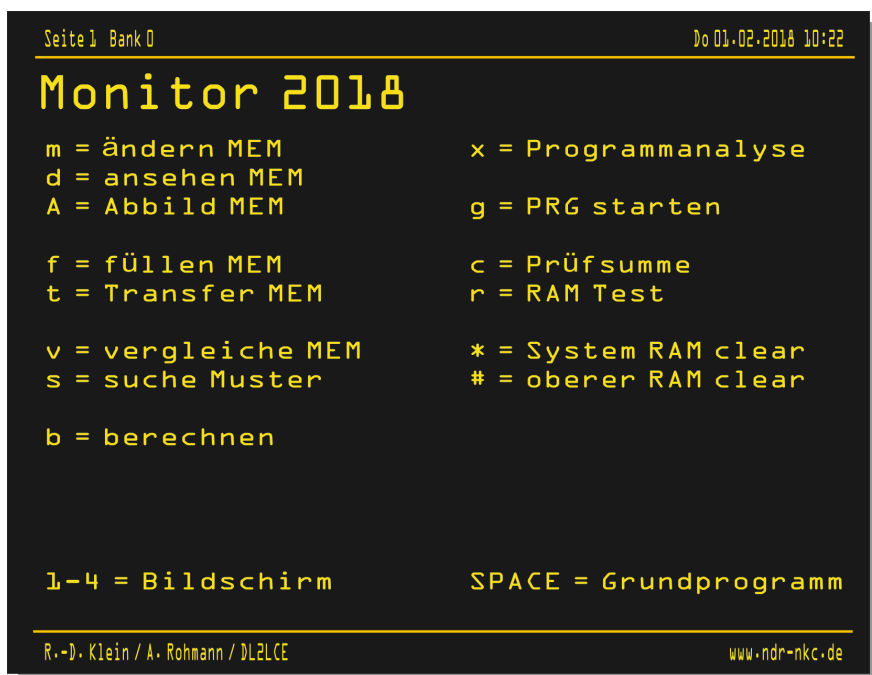 Seite 1 Bank 0 Do 01.02.2018 10:22
Monitor 2018
m = ändern MEM x = Programmanalyse
d = ansehen MEM
A = Abbild MEM g = PRG starten
f = füllen MEM c = Prüfsumme
t = Transfer MEM r = RAM Test
v = vergleiche MEM * = System RAM clear
s = suche Muster # = oberer RAM clear
b = berechnen
1-4 = Bildschirm SPACE = Grundprogramm
R.-D. Klein / A. Rohmann / DL2LCE www.ndr-nkc.de